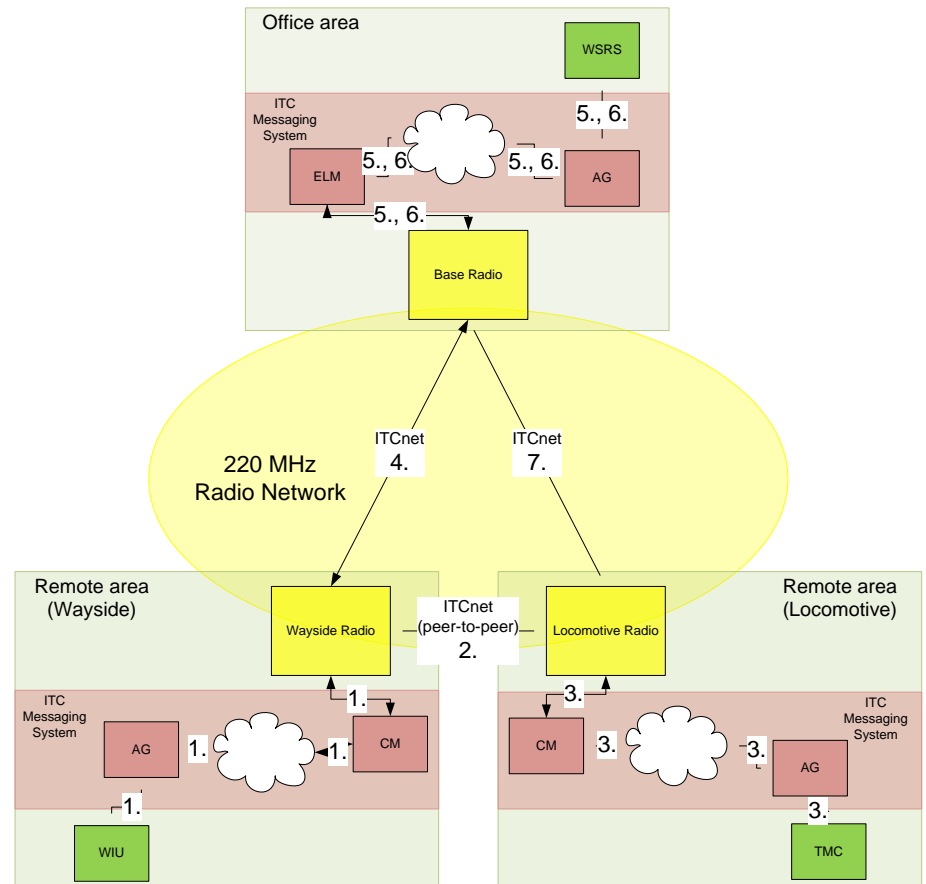 Office area
WSRS
ITC
Messaging
System
5., 6.
5., 6.
5., 6.
ELM
AG
5., 6.
Base Radio
ITCnet
4.
ITCnet
7.
220 MHz
Radio Network
Remote area
(Wayside)
Wayside Radio
ITCnet
(peer-to-peer)
2.
Locomotive Radio
Remote area
(Locomotive)
1.
ITC
Messaging
System
AG
1.
1.
CM
1.
WIU
3.
ITC
Messaging
System
CM
3.
3.
AG
3.
TMC